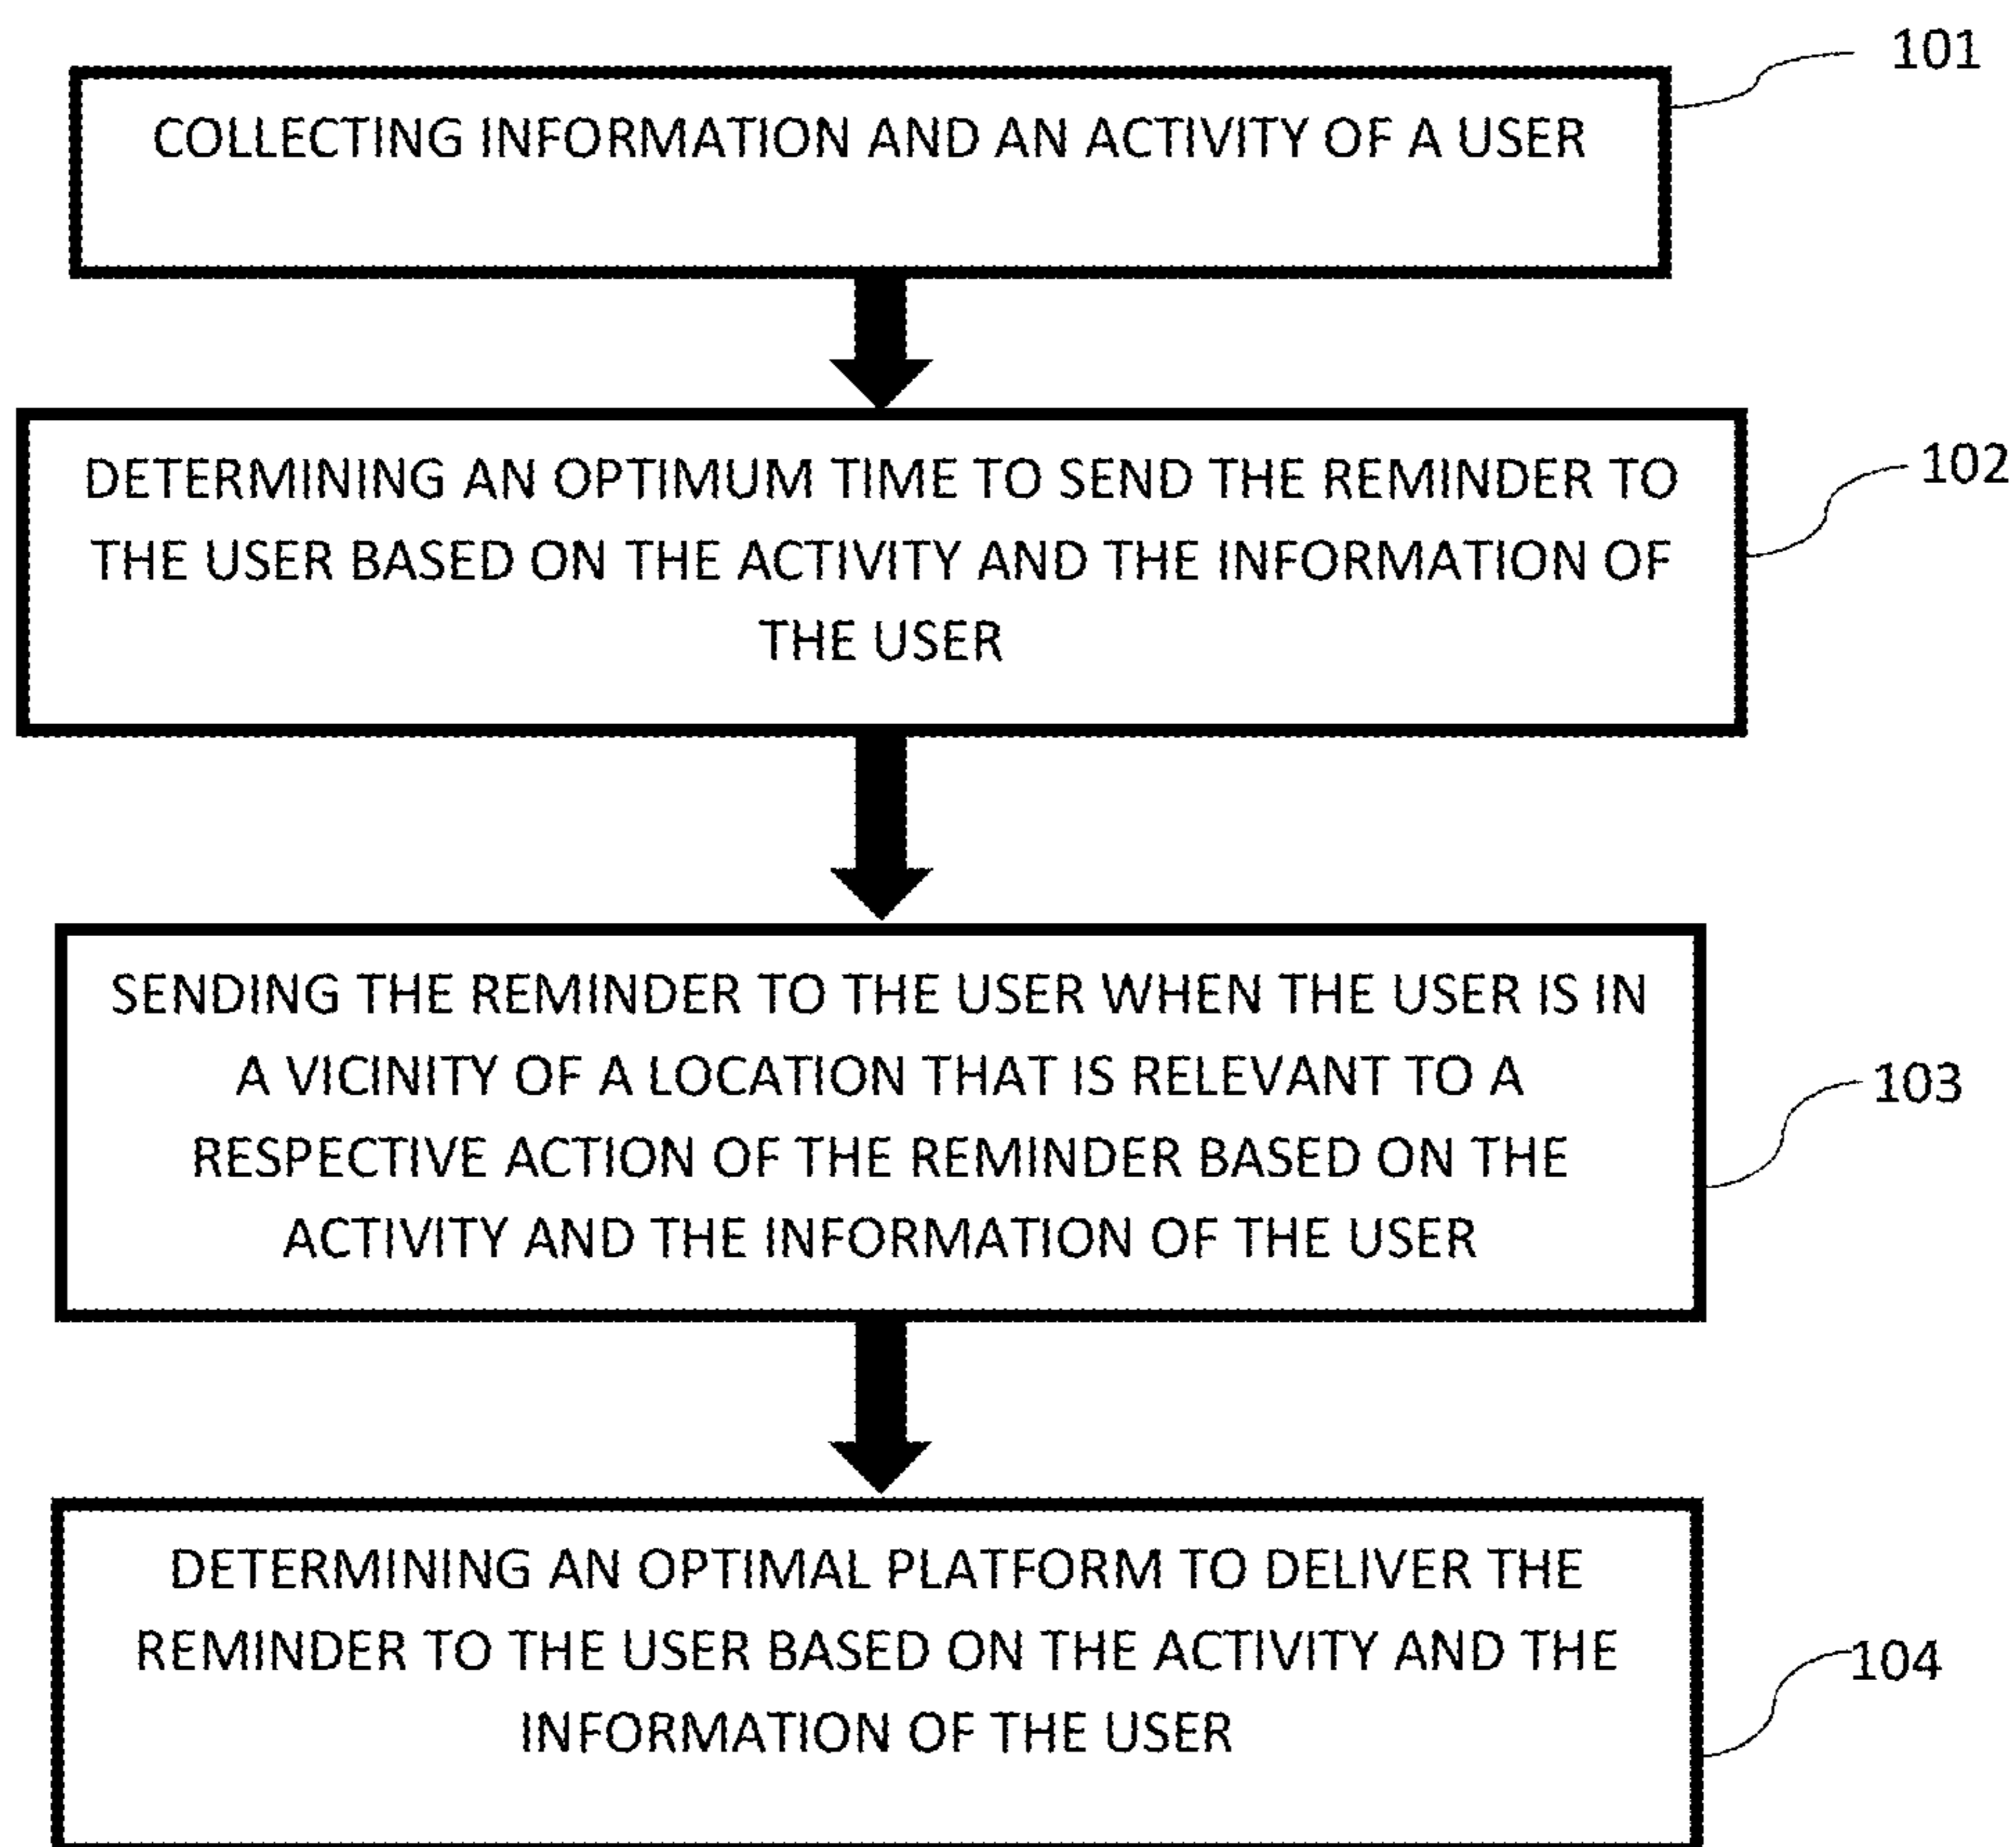 101
COLLECTING INFORMATION AND AN ACTIVITY OF A USER
102
DETERMINING AN OPTIMUM TIME TO SEND THE REMINDER TO
THE USER BASED ON THE ACTIVITY AND THE INFORMATION OF
THE USER
SENDING THE REMINDER TO THE USER WHEN THE USER IS IN
A VICINITY OF A LOCATION THAT IS RELEVANT TO A
103
RESPECTIVE ACTION OF THE REMINDER BASED ON THE
ACTIVITY AND THE INFORMATION OF THE USER
DETERMINING AN OPTIMAL PLATFORM TO DELIVER THE
REMINDER TO THE USER BASED ON THE ACTIVITY AND THE
104
INFORMATION OF THE USER